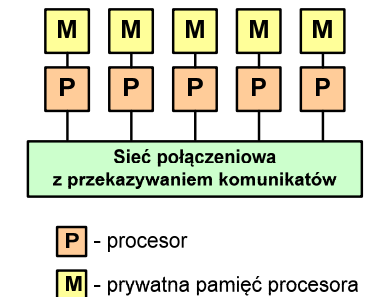 M M M M M
P P P P P
Sieć połączeniowa
z przekazywaniem komunikatów
P - procesor
M - prywatna pamięć procesora